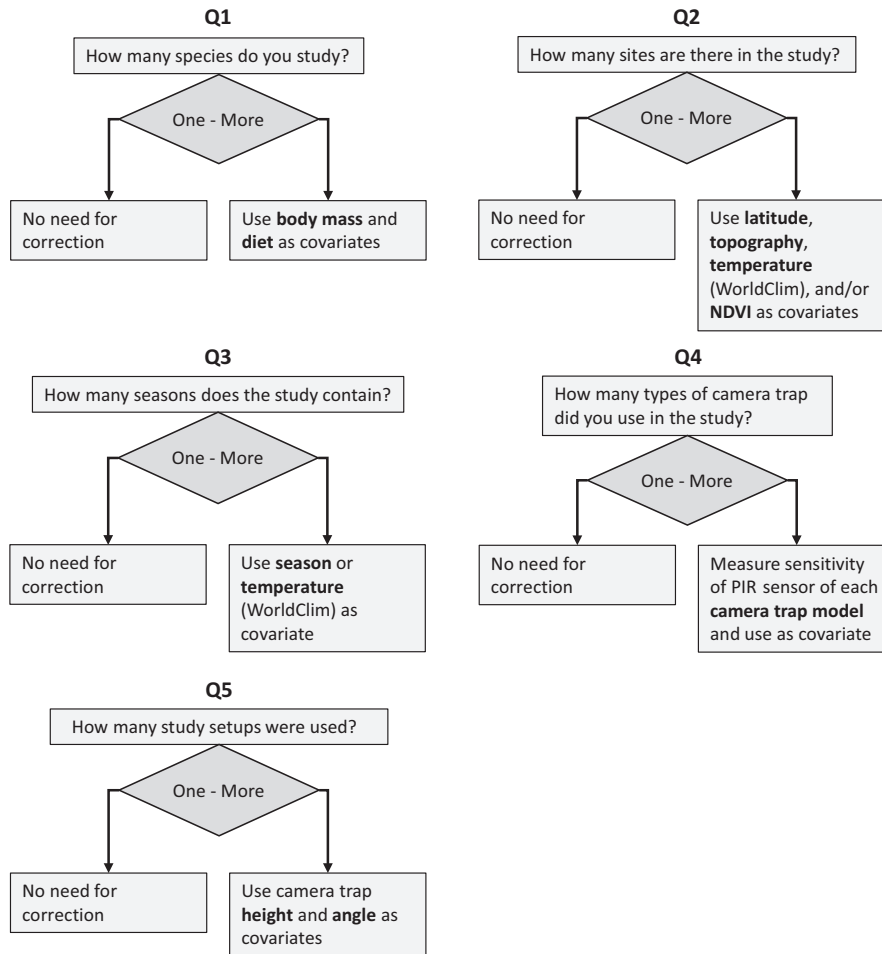 Q1
How many species do you study?
One - More
No need for
correction
Use body mass and
diet as covariates
Q2
How many sites are there in the study?
One - More
No need for
correction
Use latitude,
topography,
temperature
(WorldClim), and/or
NDVI as covariates
Q3
How many seasons does the study contain?
One - More
No need for
correction
Use season or
temperature
(WorldClim) as
covariate
Q4
How many types of camera trap
did you use in the study?
One - More
No need for
correction
Measure sensitivity
of PIR sensor of each
camera trap model
and use as covariate
Q5
How many study setups were used?
One - More
No need for
correction
Use camera trap
height and angle as
covariates